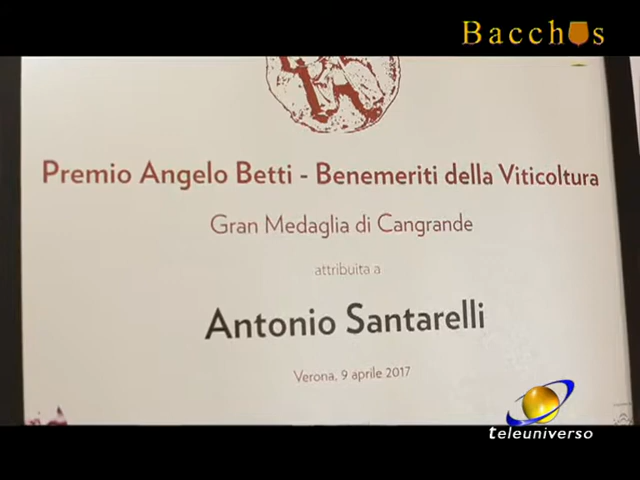 Bacchus
Premio Angelo Betti - Benemeriti della Viticoltura
Gran Medaglia di Cangrande
attribuita a
Antonio Santarelli
Verona, 9 aprile 2017
teleuniverso